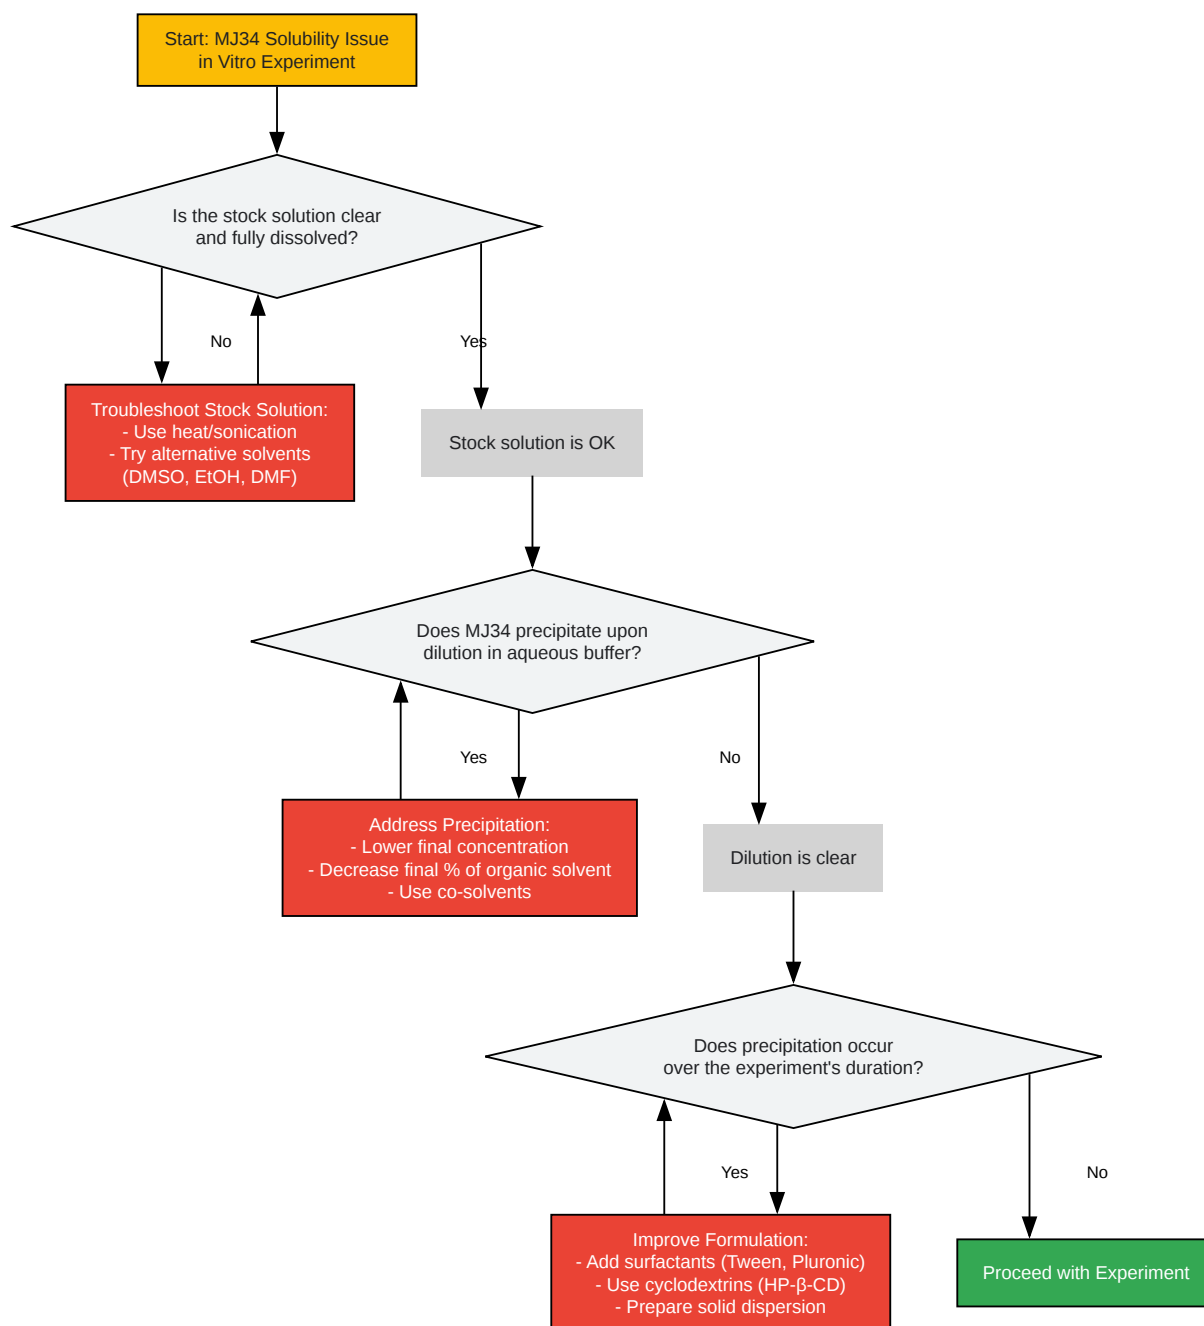 Start: MJ34 Solubility Issue
in Vitro Experiment
Is the stock solution clear
and fully dissolved?
No
Yes
Troubleshoot Stock Solution:
- Use heat/sonication
- Try alternative solvents
(DMSO, EtOH, DMF)
Stock solution is OK
Does MJ34 precipitate upon
dilution in aqueous buffer?
Yes
No
Address Precipitation:
- Lower final concentration
- Decrease final % of organic solvent
- Use co-solvents
Dilution is clear
Does precipitation occur
over the experiment's duration?
Yes
No
Improve Formulation:
- Add surfactants (Tween, Pluronic)
- Use cyclodextrins (HP-β-CD)
- Prepare solid dispersion
Proceed with Experiment